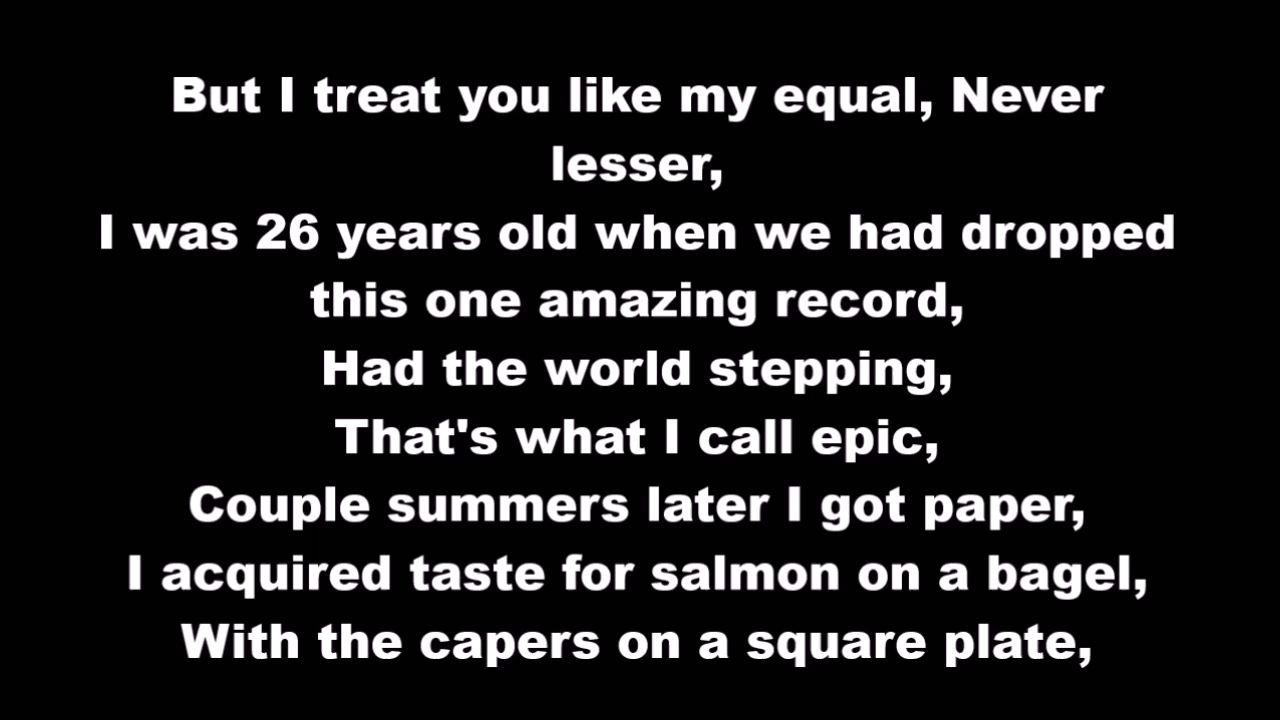 But I treat you like my equal, Never
lesser,
I was 26 years old when we had dropped
this one amazing record,
Had the world stepping,
That's what I call epic,
Couple summers later I got paper,
I acquired taste for salmon on a bagel,
With the capers on a square plate,